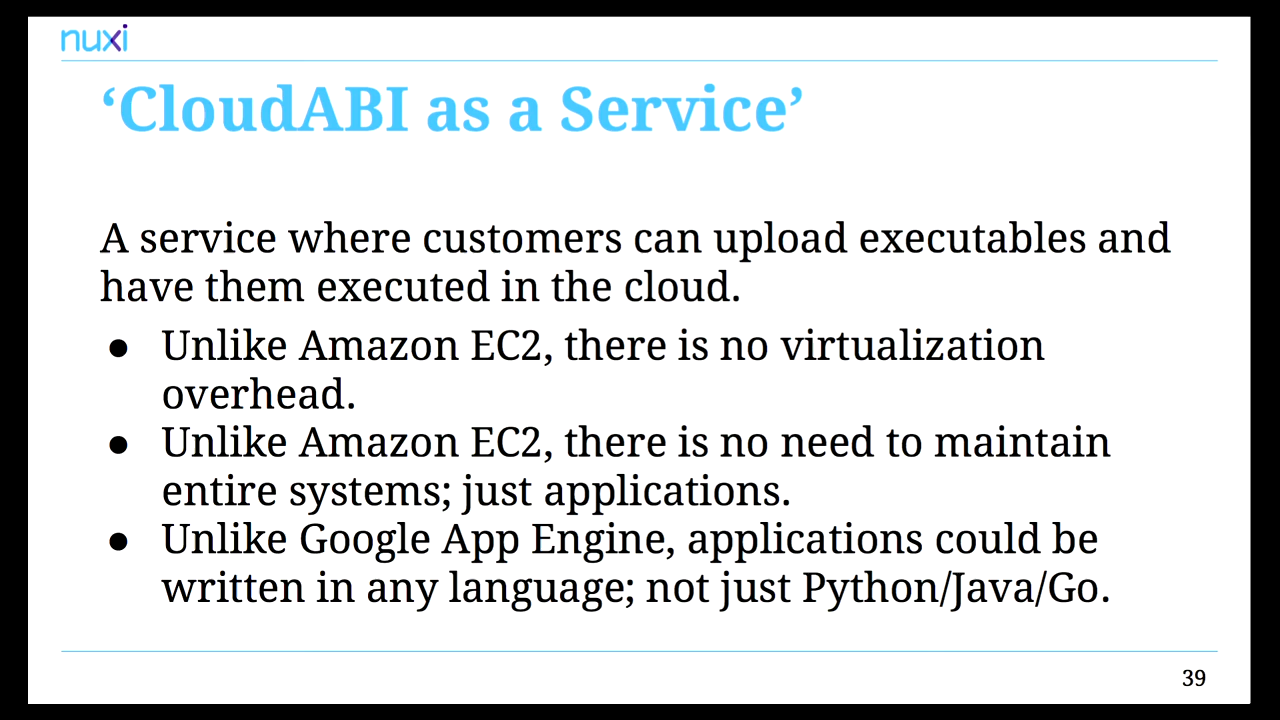 nuxi
‘CloudABI as a Service’
A service where customers can upload executables and
have them executed in the cloud.
● Unlike Amazon EC2, there is no virtualization
overhead.
● Unlike Amazon EC2, there is no need to maintain
entire systems; just applications.
● Unlike Google App Engine, applications could be
written in any language; not just Python/Java/Go.
39